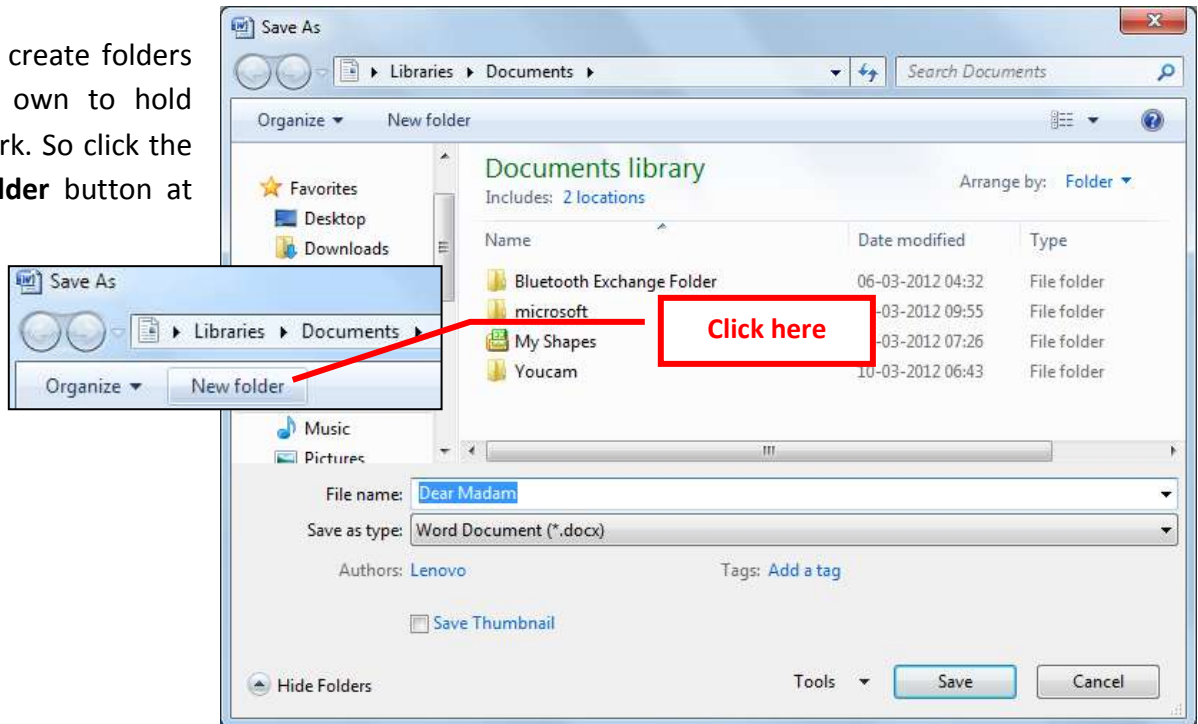 create folders
own to hold
rk. So click the
lder button at
Save As
Libraries Documents
Search Documents
Organize New folder
Favorites
Desktop
Downloads
Music
Pictures
Documents library
Includes: 2 locations
Arrange by: Folder
Name Date modified Type
Bluetooth Exchange Folder 06-03-2012 04:32 File folder
microsoft -03-2012 09:55 File folder
My Shapes -03-2012 07:26 File folder
Youcam 10-03-2012 06:43 File folder
Save As
Libraries Documents
Organize New folder
Click here
File name: Dear Madam
Save as type: Word Document (*.docx)
Authors: Lenovo Tags: Add a tag
Save Thumbnail
Hide Folders Tools Save Cancel